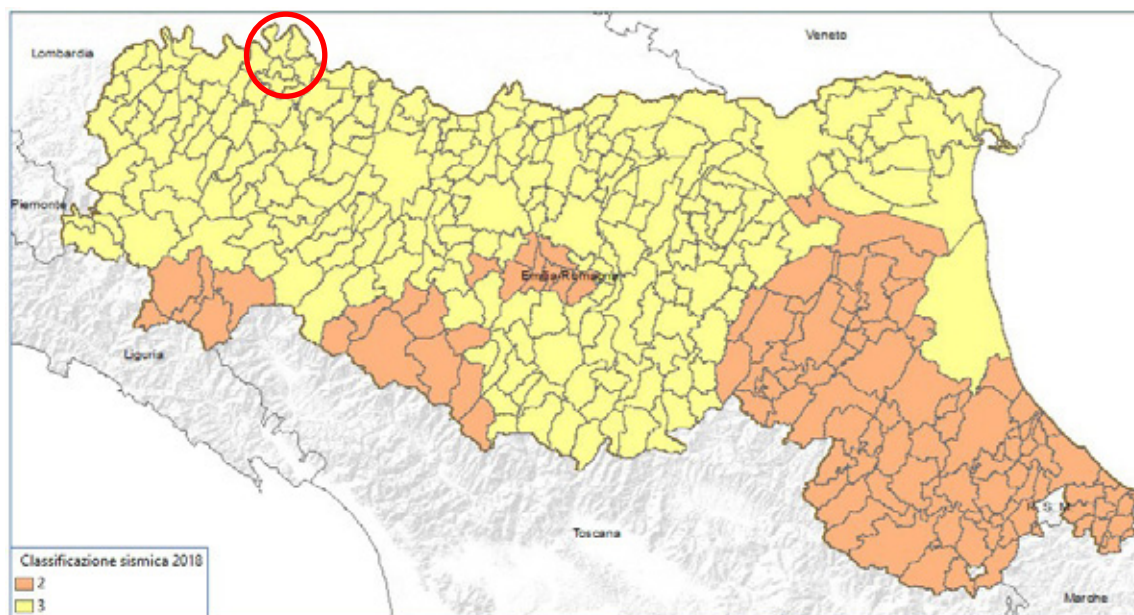 Lombardia
Veneto
Piemonte
Emilia-Romagna
Liguria
R. S. M.
Toscana
Marche
Classificazione sismica 2018
2
3